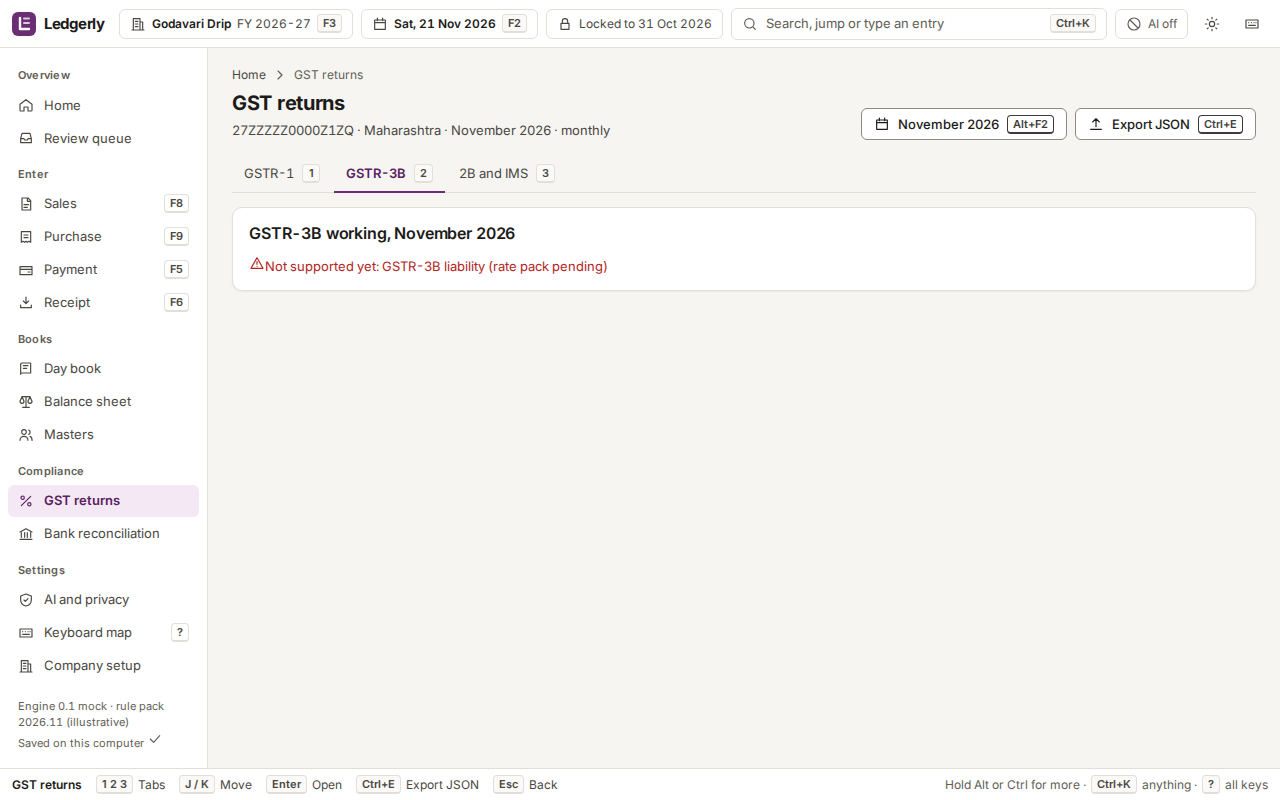 Ledgerly
Godavari Drip FY 2026-27 F3
Sat, 21 Nov 2026 F2
Locked to 31 Oct 2026
Search, jump or type an entry Ctrl+K
AI off
Overview
Home
Review queue
Enter
Sales F8
Purchase F9
Payment F5
Receipt F6
Books
Day book
Balance sheet
Masters
Compliance
GST returns
Bank reconciliation
Settings
AI and privacy
Keyboard map ?
Company setup
Engine 0.1 mock · rule pack
2026.11 (illustrative)
Saved on this computer
Home GST returns
GST returns
27ZZZZZ0000Z1ZQ · Maharashtra · November 2026 · monthly
November 2026 Alt+F2
Export JSON Ctrl+E
GSTR-1 1
GSTR-3B 2
2B and IMS 3
GSTR-3B working, November 2026
Not supported yet: GSTR-3B liability (rate pack pending)
GST returns 1 2 3 Tabs J / K Move Enter Open Ctrl+E Export JSON Esc Back
Hold Alt or Ctrl for more · Ctrl+K anything · ? all keys